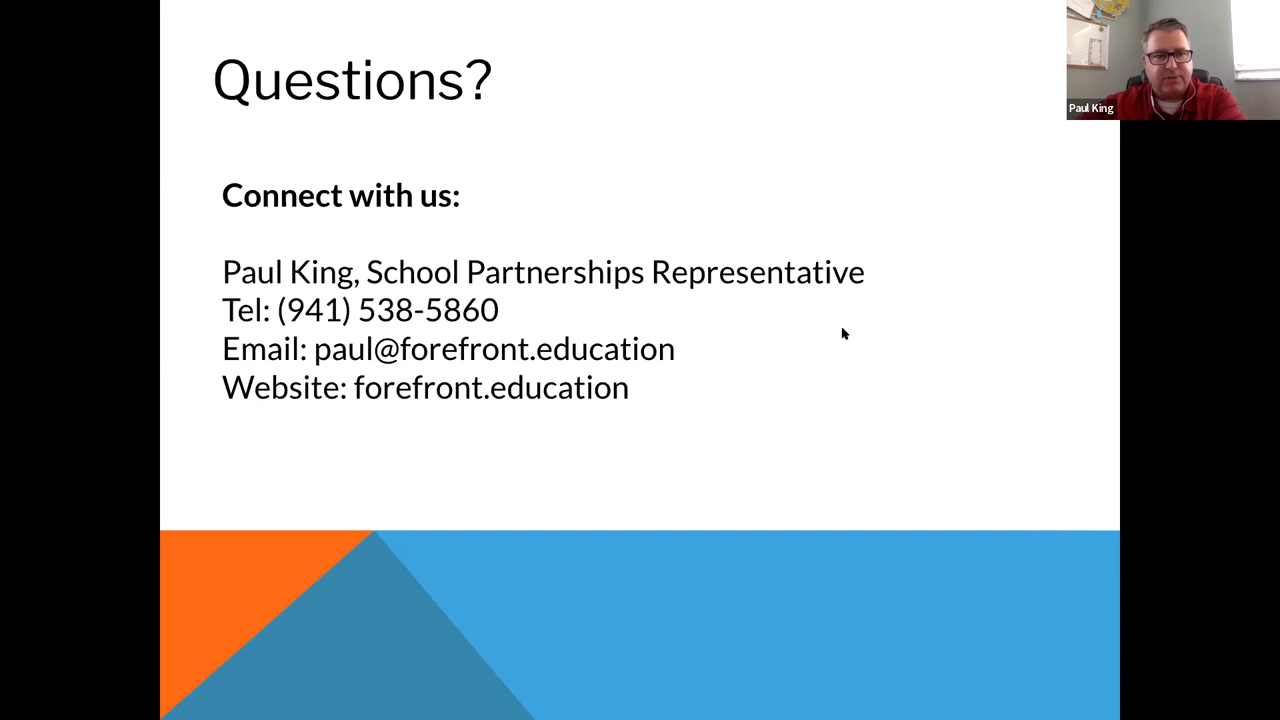 Questions?
Connect with us:
Paul King, School Partnerships Representative
Tel: (941) 538-5860
Email: paul@forefront.education
Website: forefront.education
Paul King